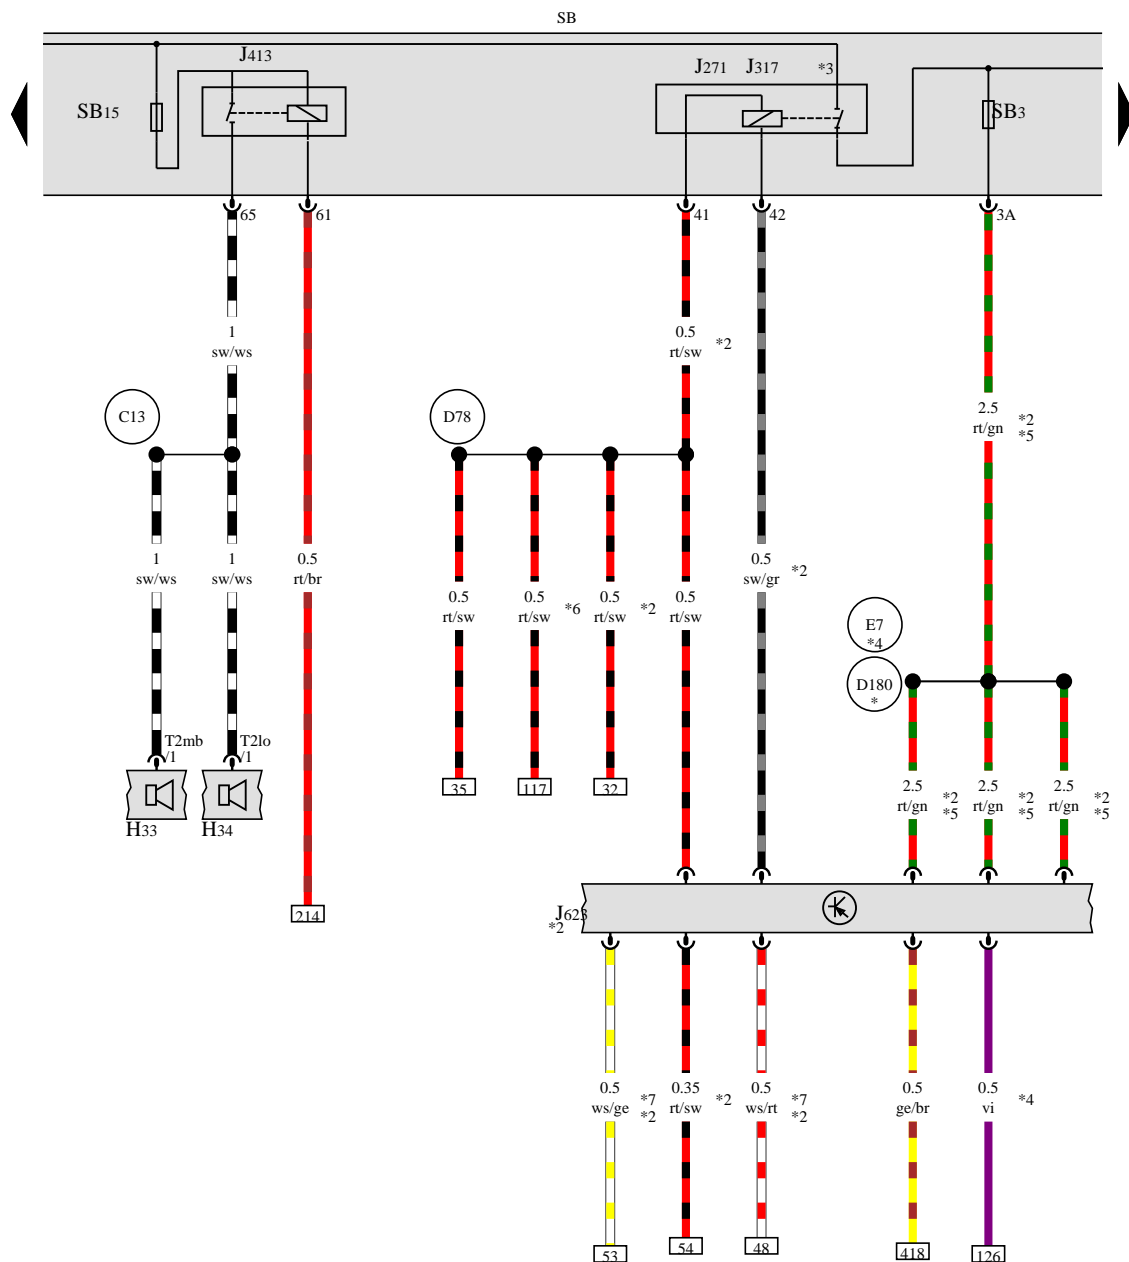 SB
J413
J271 J317 *3
SB15
SB3
65
61
41
42
3A
1
sw/ws
0.5
rt/sw
*2
C13
D78
2.5
rt/gn
*2
*5
1
sw/ws
1
sw/ws
0.5
rt/br
0.5
sw/gr
*2
0.5
rt/sw
0.5
rt/sw
*6
0.5
rt/sw
*2
0.5
rt/sw
E7
*4
D180
*
T2mb
/1
T2lo
/1
H33
H34
35
117
32
2.5
rt/gn
*2
*5
2.5
rt/gn
*2
*5
2.5
rt/gn
*2
*5
214
J623
*2
0.5
ws/ge
*7
*2
0.35
rt/sw
*2
0.5
ws/rt
*7
*2
0.5
ge/br
0.5
vi
*4
53
54
48
418
126